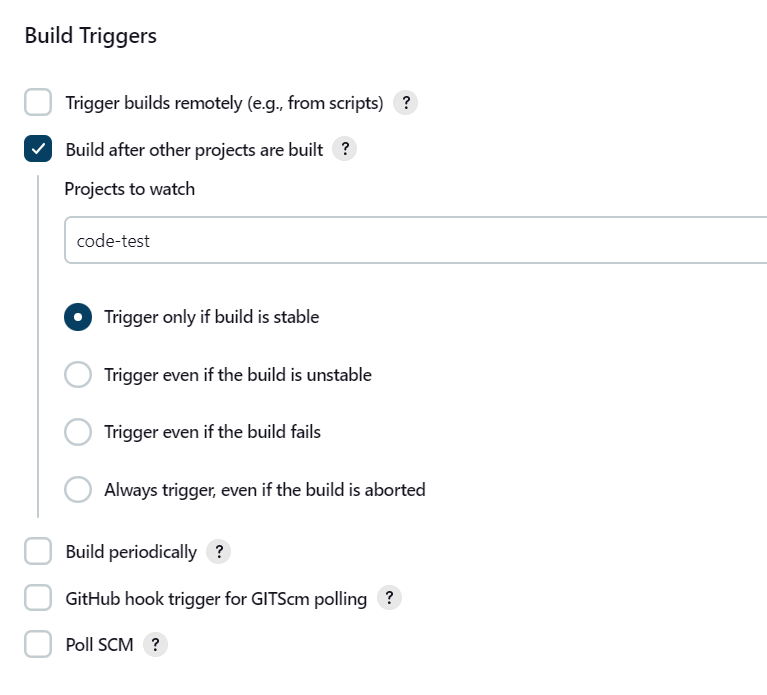 Build Triggers
Trigger builds remotely (e.g., from scripts) ?
Build after other projects are built ?
Projects to watch
code-test
Trigger only if build is stable
Trigger even if the build is unstable
Trigger even if the build fails
Always trigger, even if the build is aborted
Build periodically ?
GitHub hook trigger for GITScm polling ?
Poll SCM ?